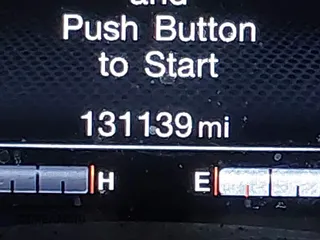 and
Push Button
to Start
131139 mi
H E